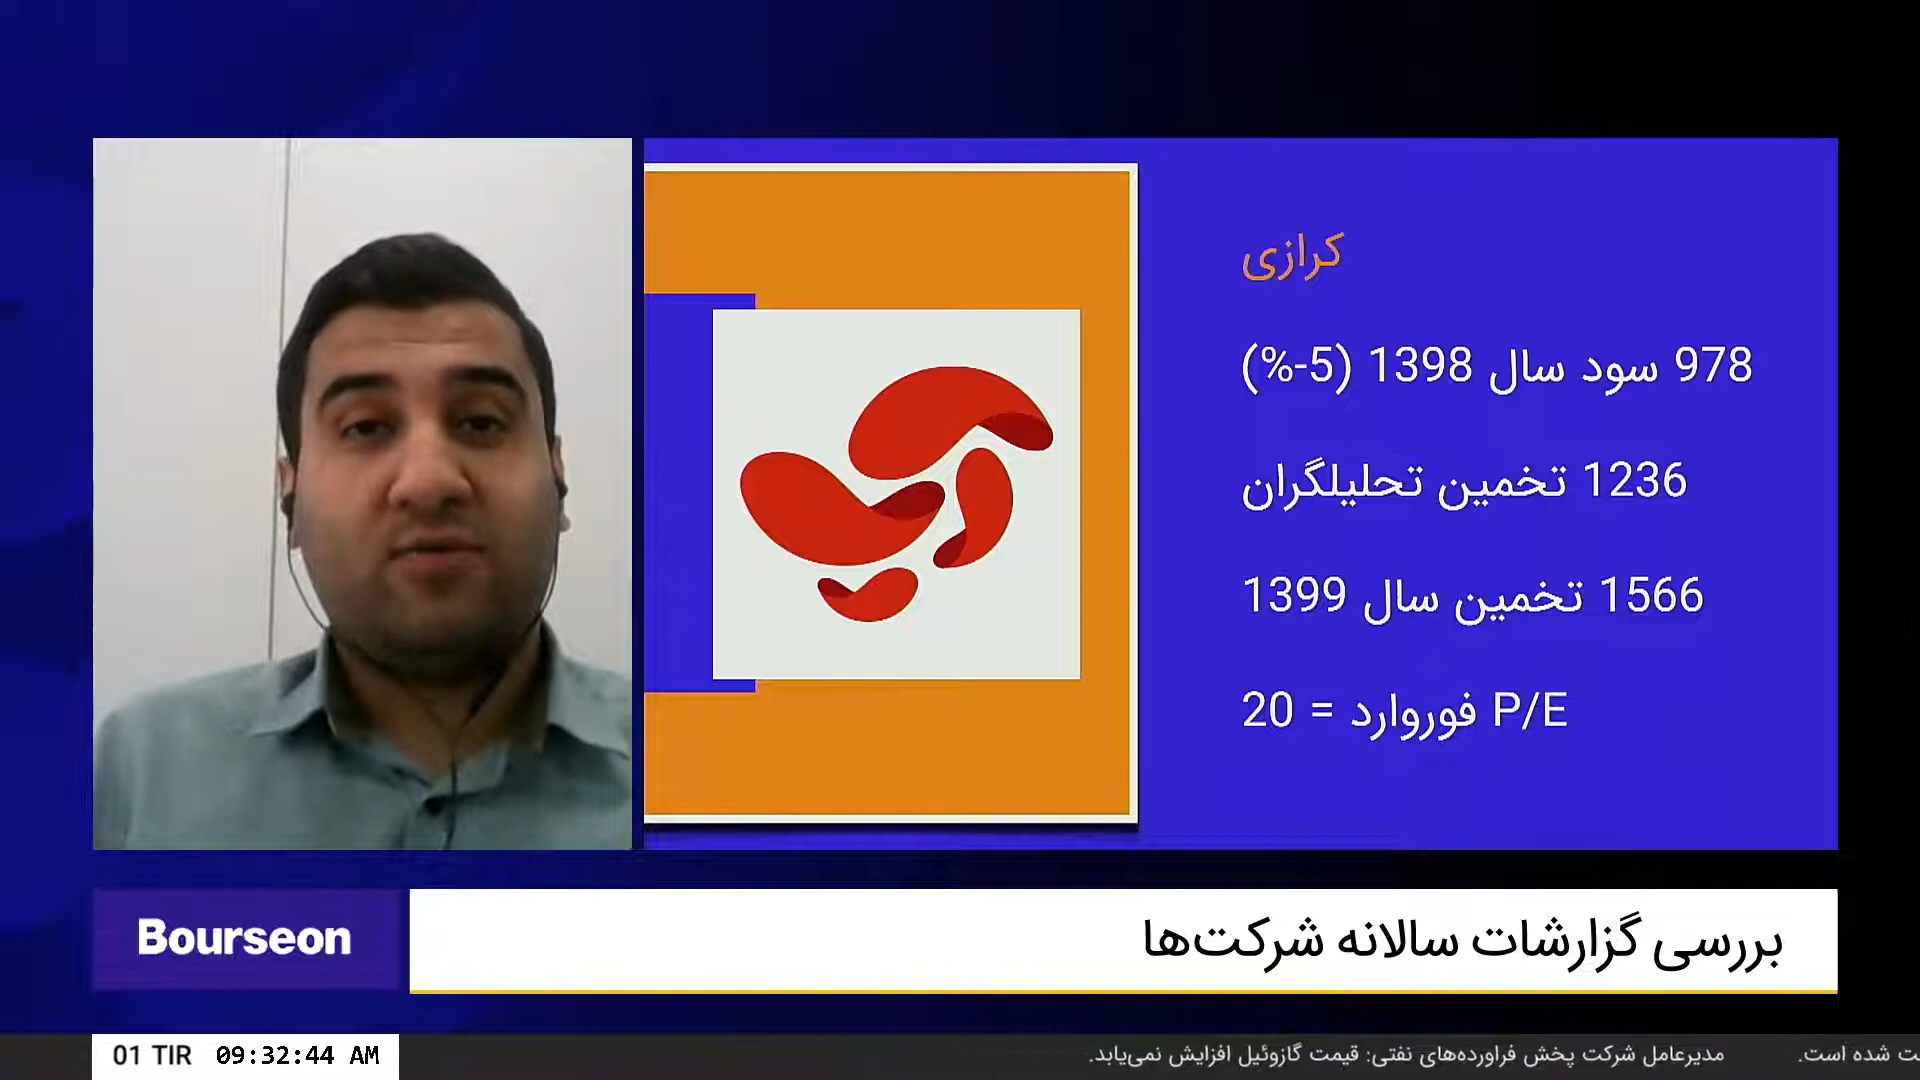 کرازی
978 سود سال 1398 (5-%)
1236 تخمین تحلیلگران
1566 تخمین سال 1399
P/E فوروارد = 20
Bourseon
بررسی گزارشات سالانه شرکت‌ها
01 TIR 09:32:44 AM
شده است. مدیرعامل شرکت پخش فراورده‌های نفتی: قیمت گازوئیل افزایش نمی‌یابد.